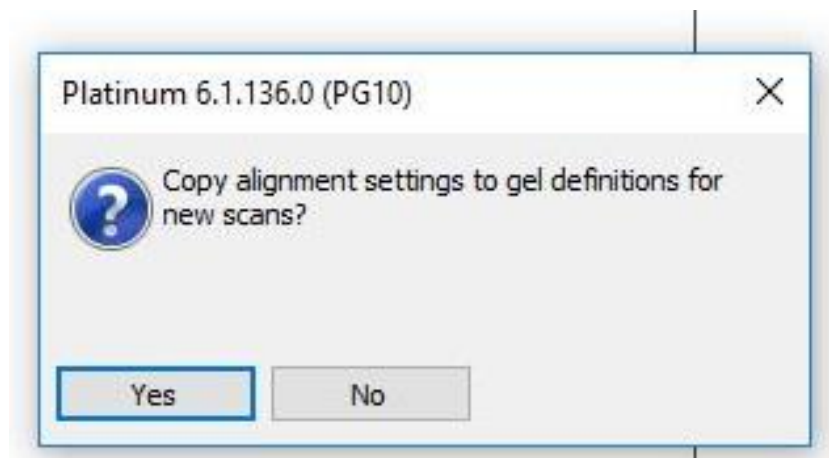 Platinum 6.1.136.0 (PG10)
Copy alignment settings to gel definitions for
new scans?
Yes
No